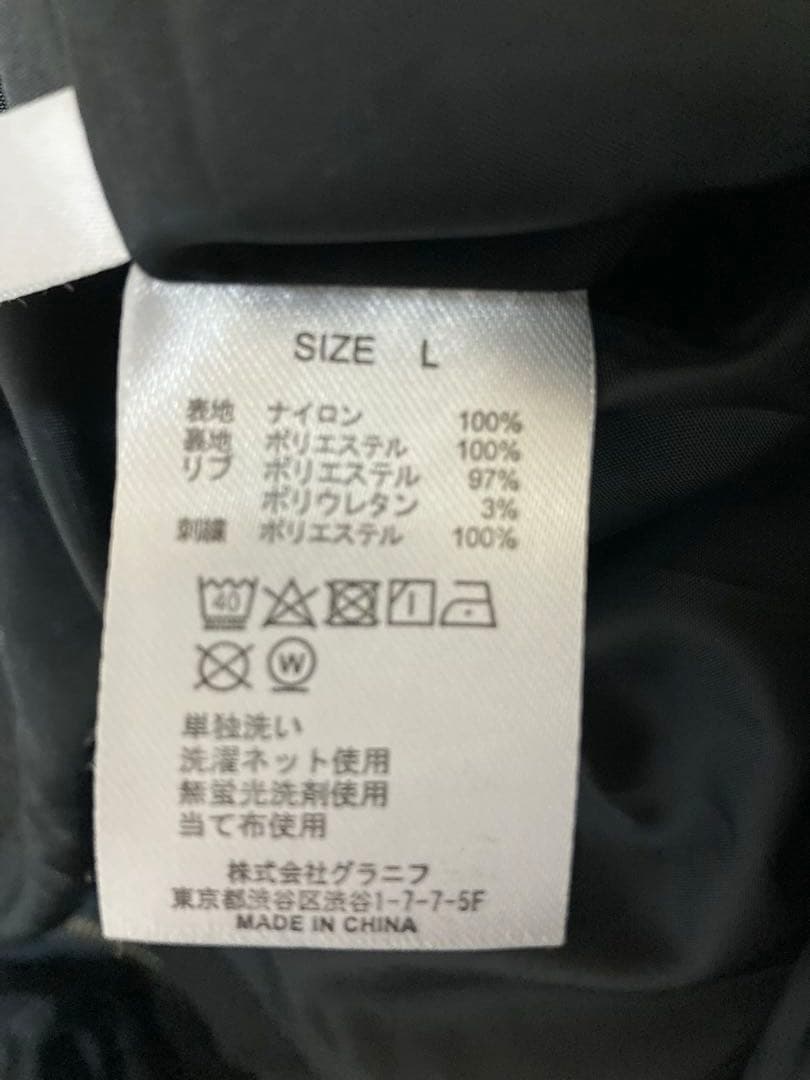 SIZE L
表地 ナイロン 100%
裏地 ポリエステル 100%
リブ ポリエステル 97%
ポリウレタン 3%
刺繍 ポリエステル 100%
40
W
単独洗い
洗濯ネット使用
無蛍光洗剤使用
当て布使用
株式会社グラニフ
東京都渋谷区渋谷1-7-7-5F
MADE IN CHINA